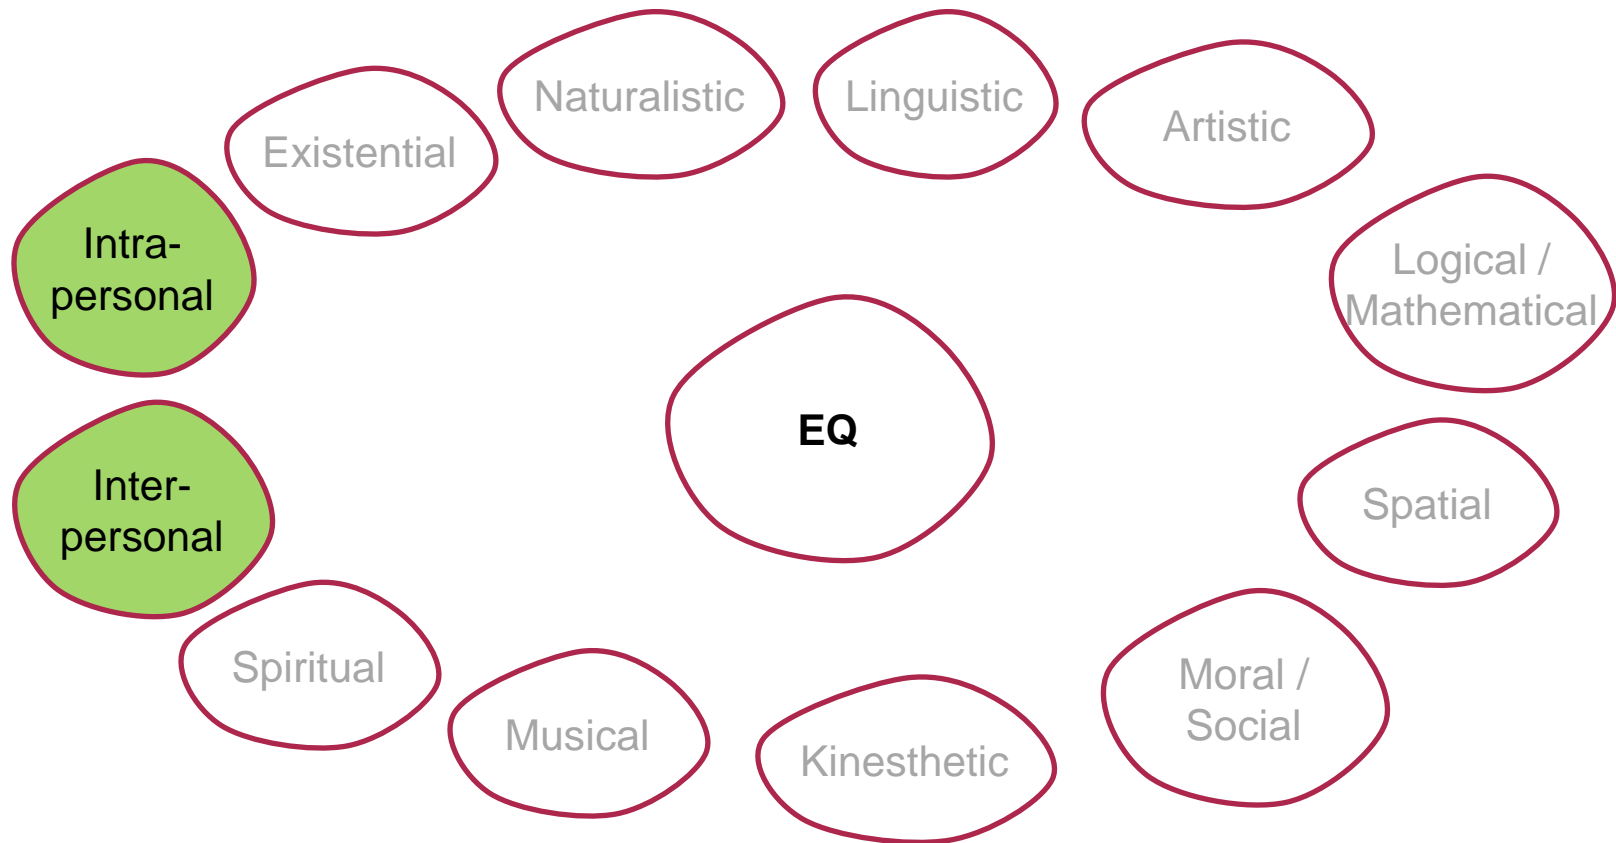 Naturalistic
Linguistic
Artistic
Existential
Intra-
personal
Logical /
Mathematical
EQ
Inter-
personal
Spatial
Spiritual
Moral /
Social
Musical
Kinesthetic